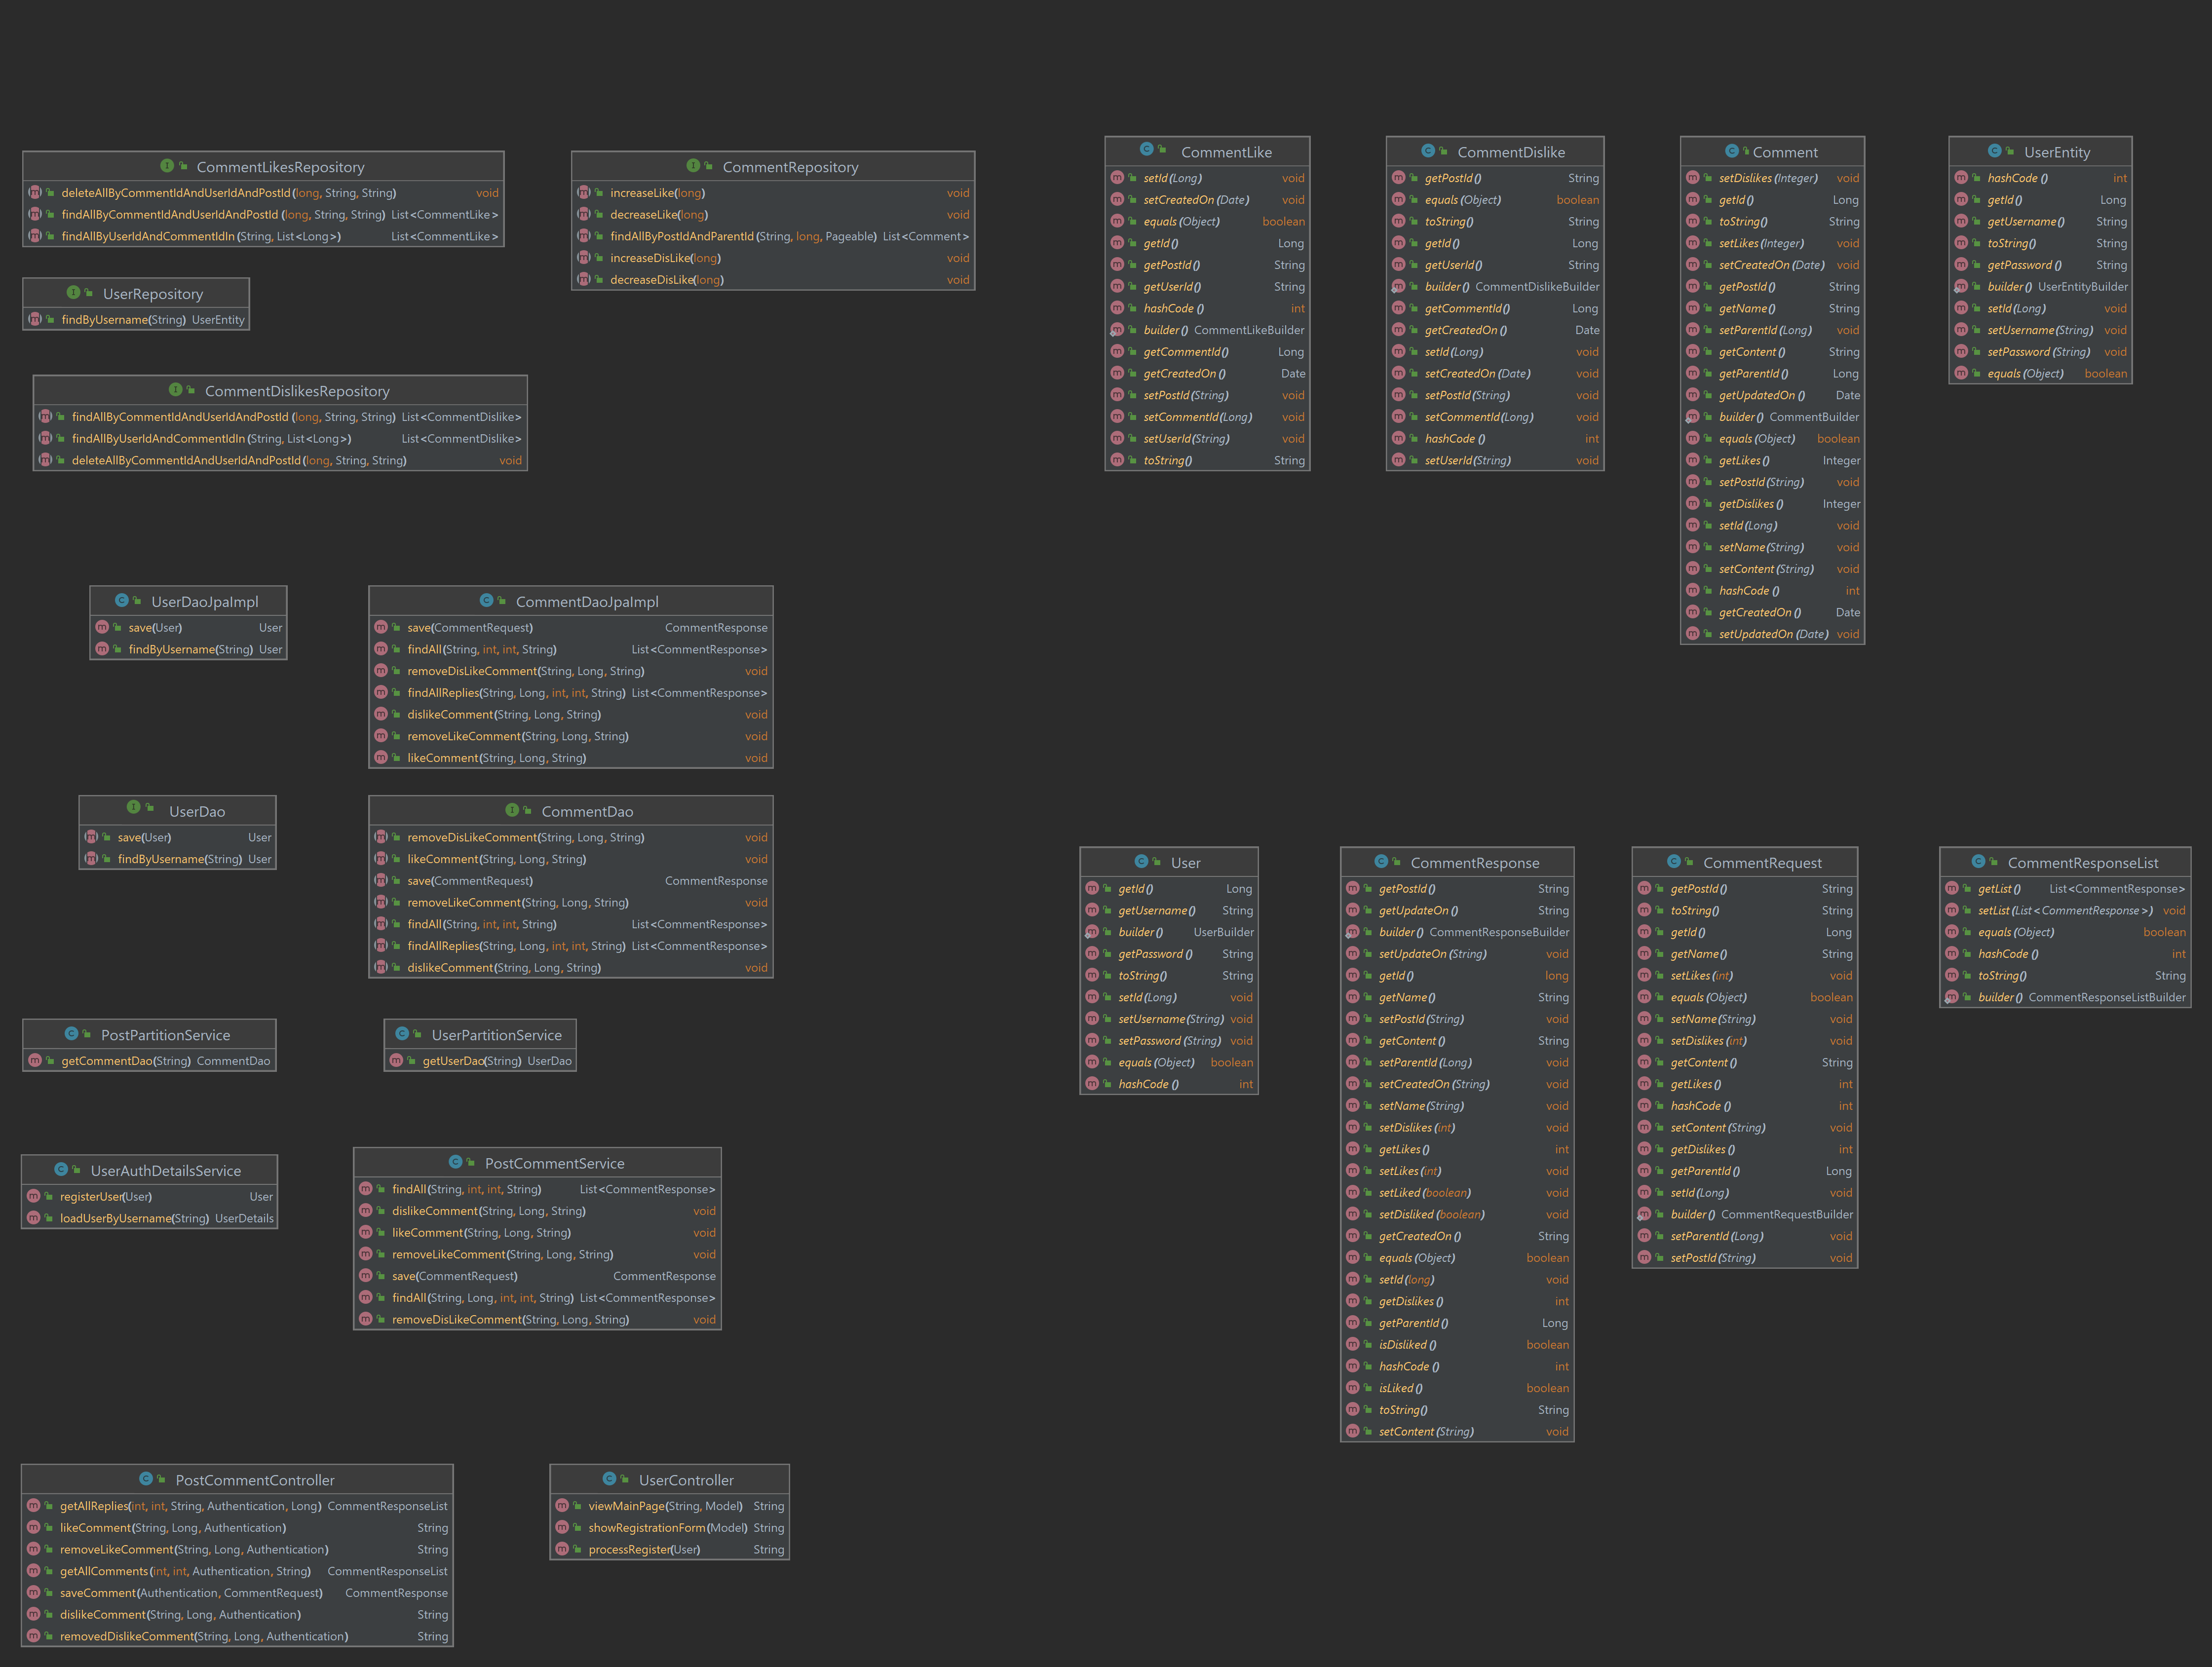 CommentLikesRepository
deleteAllByCommentIdAndUserIdAndPostId(long, String, String) void
findAllByCommentIdAndUserIdAndPostId(long, String, String) List<CommentLike>
findAllByUserIdAndCommentIdIn(String, List<Long>) List<CommentLike>
UserRepository
findByUsername(String) UserEntity
CommentDislikesRepository
findAllByCommentIdAndUserIdAndPostId(long, String, String) List<CommentDislike>
findAllByUserIdAndCommentIdIn(String, List<Long>) List<CommentDislike>
deleteAllByCommentIdAndUserIdAndPostId(long, String, String) void
CommentRepository
increaseLike(long) void
decreaseLike(long) void
findAllByPostIdAndParentId(String, long, Pageable) List<Comment>
increaseDisLike(long) void
decreaseDisLike(long) void
CommentLike
setId(Long) void
setCreatedOn(Date) void
equals(Object) boolean
getId() Long
getPostId() String
getUserId() String
hashCode() int
builder() CommentLikeBuilder
getCommentId() Long
getCreatedOn() Date
setPostId(String) void
setCommentId(Long) void
setUserId(String) void
toString() String
CommentDislike
getPostId() String
equals(Object) boolean
toString() String
getId() Long
getUserId() String
builder() CommentDislikeBuilder
getCommentId() Long
getCreatedOn() Date
setId(Long) void
setCreatedOn(Date) void
setPostId(String) void
setCommentId(Long) void
hashCode() int
setUserId(String) void
Comment
setDislikes(Integer) void
getId() Long
toString() String
setLikes(Integer) void
setCreatedOn(Date) void
getPostId() String
getName() String
setParentId(Long) void
getContent() String
getParentId() Long
getUpdatedOn() Date
builder() CommentBuilder
equals(Object) boolean
getLikes() Integer
setPostId(String) void
getDislikes() Integer
setId(Long) void
setName(String) void
setContent(String) void
hashCode() int
getCreatedOn() Date
setUpdatedOn(Date) void
UserEntity
hashCode() int
getId() Long
getUsername() String
toString() String
getPassword() String
builder() UserEntityBuilder
setId(Long) void
setUsername(String) void
setPassword(String) void
equals(Object) boolean
UserDaoJpaImpl
save(User) User
findByUsername(String) User
CommentDaoJpaImpl
save(CommentRequest) CommentResponse
findAll(String, int, int, String) List<CommentResponse>
removeDisLikeComment(String, Long, String) void
findAllReplies(String, Long, int, int, String) List<CommentResponse>
dislikeComment(String, Long, String) void
removeLikeComment(String, Long, String) void
likeComment(String, Long, String) void
UserDao
save(User) User
findByUsername(String) User
CommentDao
removeDisLikeComment(String, Long, String) void
likeComment(String, Long, String) void
save(CommentRequest) CommentResponse
removeLikeComment(String, Long, String) void
findAll(String, int, int, String) List<CommentResponse>
findAllReplies(String, Long, int, int, String) List<CommentResponse>
dislikeComment(String, Long, String) void
PostPartitionService
getCommentDao(String) CommentDao
UserPartitionService
getUserDao(String) UserDao
User
getId() Long
getUsername() String
builder() UserBuilder
getPassword() String
toString() String
setId(Long) void
setUsername(String) void
setPassword(String) void
equals(Object) boolean
hashCode() int
CommentResponse
getPostId() String
getUpdateOn() String
builder() CommentResponseBuilder
setUpdateOn(String) void
getId() long
getName() String
setPostId(String) void
getContent() String
setParentId(Long) void
setCreatedOn(String) void
setName(String) void
setDislikes(int) void
getLikes() int
setLikes(int) void
setLiked(boolean) void
setDisliked(boolean) void
getCreatedOn() String
equals(Object) boolean
setId(long) void
getDislikes() int
getParentId() Long
isDisliked() boolean
hashCode() int
isLiked() boolean
toString() String
setContent(String) void
CommentRequest
getPostId() String
toString() String
getId() Long
getName() String
setLikes(int) void
equals(Object) boolean
setName(String) void
setDislikes(int) void
getContent() String
getLikes() int
hashCode() int
setContent(String) void
getDislikes() int
getParentId() Long
setId(Long) void
builder() CommentRequestBuilder
setParentId(Long) void
setPostId(String) void
CommentResponseList
getList() List<CommentResponse>
setList(List<CommentResponse>) void
equals(Object) boolean
hashCode() int
toString() String
builder() CommentResponseListBuilder
UserAuthDetailsService
registerUser(User) User
loadUserByUsername(String) UserDetails
PostCommentService
findAll(String, int, int, String) List<CommentResponse>
dislikeComment(String, Long, String) void
likeComment(String, Long, String) void
removeLikeComment(String, Long, String) void
save(CommentRequest) CommentResponse
findAll(String, Long, int, int, String) List<CommentResponse>
removeDisLikeComment(String, Long, String) void
PostCommentController
getAllReplies(int, int, String, Authentication, Long) CommentResponseList
likeComment(String, Long, Authentication) String
removeLikeComment(String, Long, Authentication) String
getAllComments(int, int, Authentication, String) CommentResponseList
saveComment(Authentication, CommentRequest) CommentResponse
dislikeComment(String, Long, Authentication) String
removedDislikeComment(String, Long, Authentication) String
UserController
viewMainPage(String, Model) String
showRegistrationForm(Model) String
processRegister(User) String